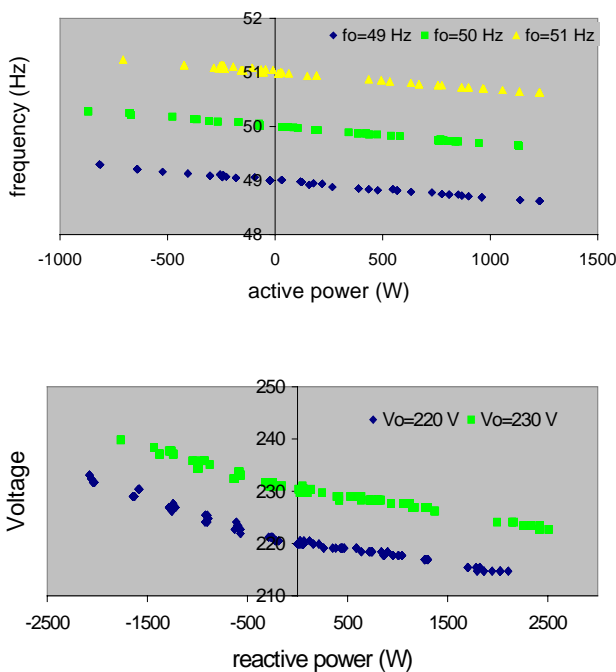 52
fo=49 Hz fo=50 Hz fo=51 Hz
51
50
49
48
frequency (Hz)
-1000 -500 0 500 1000 1500
active power (W)
250
Vo=220 V Vo=230 V
240
230
220
210
Voltage
-2500 -1500 -500 500 1500 2500
reactive power (W)